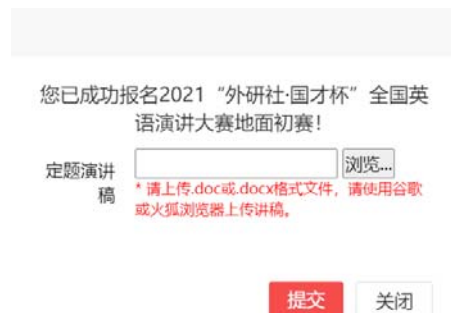 您已成功报名2021“外研社·国才杯”全国英
语演讲大赛地面初赛！
定题演讲
稿
浏览...
* 请上传.doc或.docx格式文件，请使用谷歌
或火狐浏览器上传讲稿。
提交 关闭